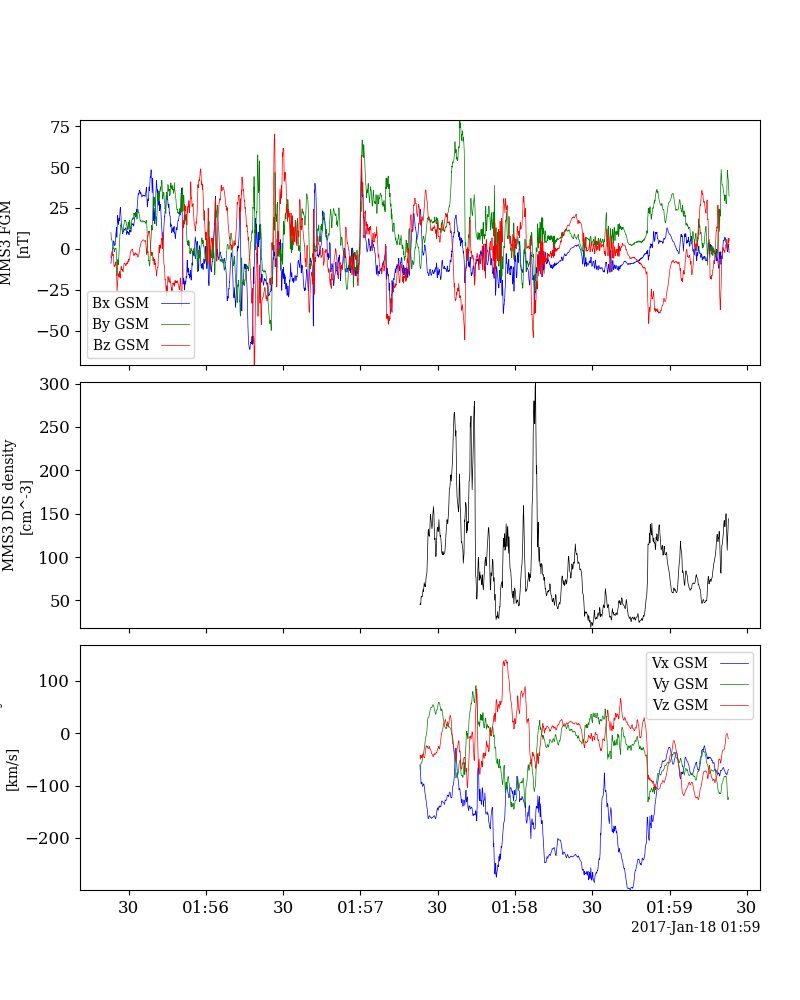 75
50
25
0
−25
−50
MMS3 FGM
[nT]
Bx GSM
By GSM
Bz GSM
300
250
200
150
100
50
MMS3 DIS density
[cm^-3]
100
0
−100
−200
[km/s]
Vx GSM
Vy GSM
Vz GSM
30 01:56 30 01:57 30 01:58 30 01:59 30
2017-Jan-18 01:59